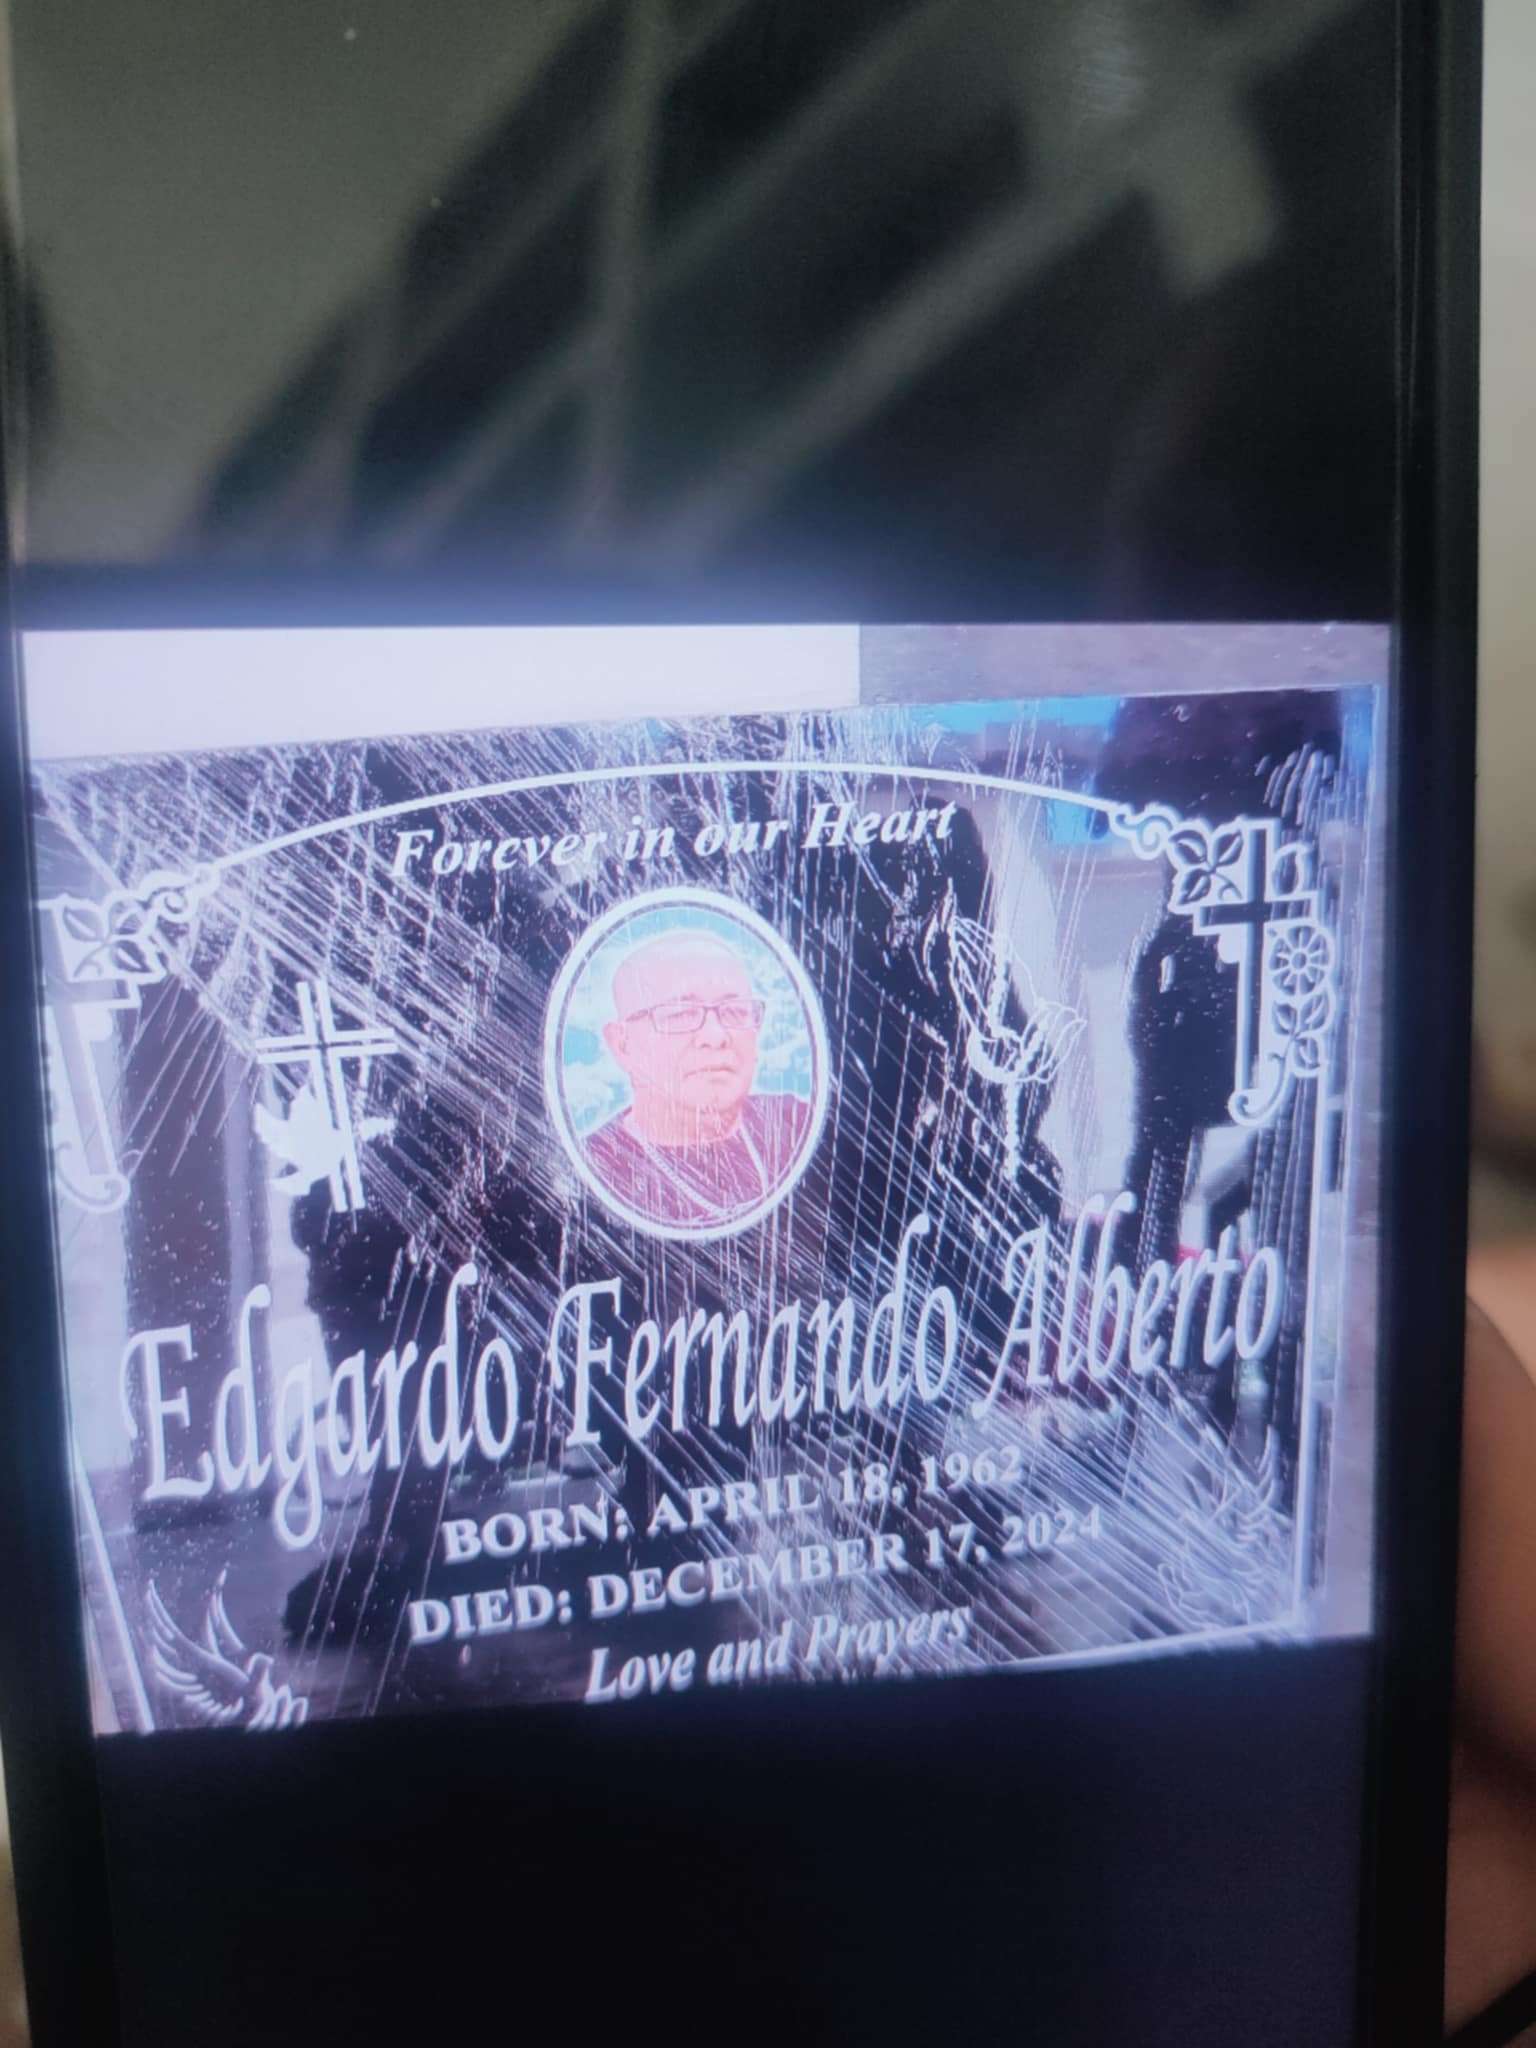 Forever in our Heart
Edgardo Fernando Alberto
BORN: APRIL 18, 1962
DIED: DECEMBER 17, 2024
Love and Prayers